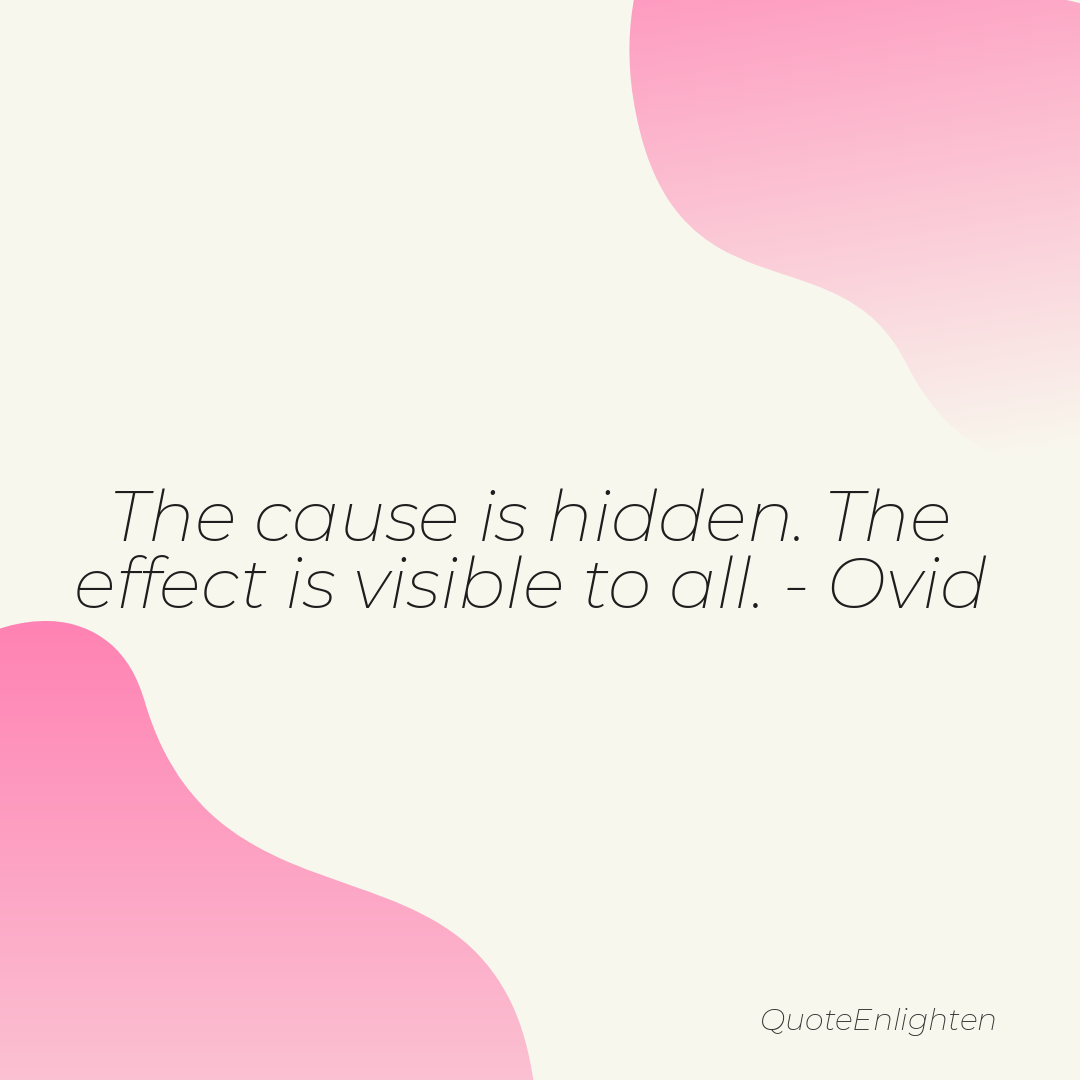 The cause is hidden. The
effect is visible to all. - Ovid
QuoteEnlighten